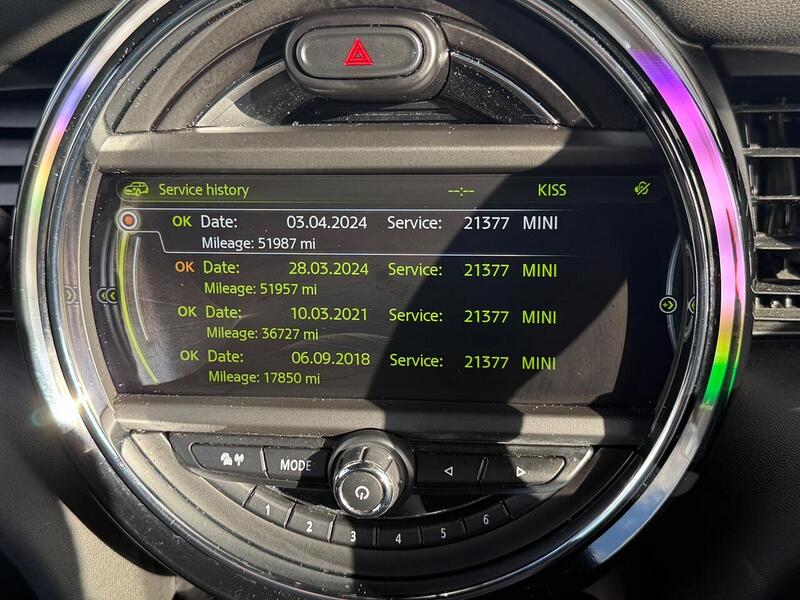 Service history --:-- KISS
OK Date: 03.04.2024 Service: 21377 MINI
Mileage: 51987 mi
OK Date: 28.03.2024 Service: 21377 MINI
Mileage: 51957 mi
OK Date: 10.03.2021 Service: 21377 MINI
Mileage: 36727 mi
OK Date: 06.09.2018 Service: 21377 MINI
Mileage: 17850 mi
MODE
1 2 3 4 5 6